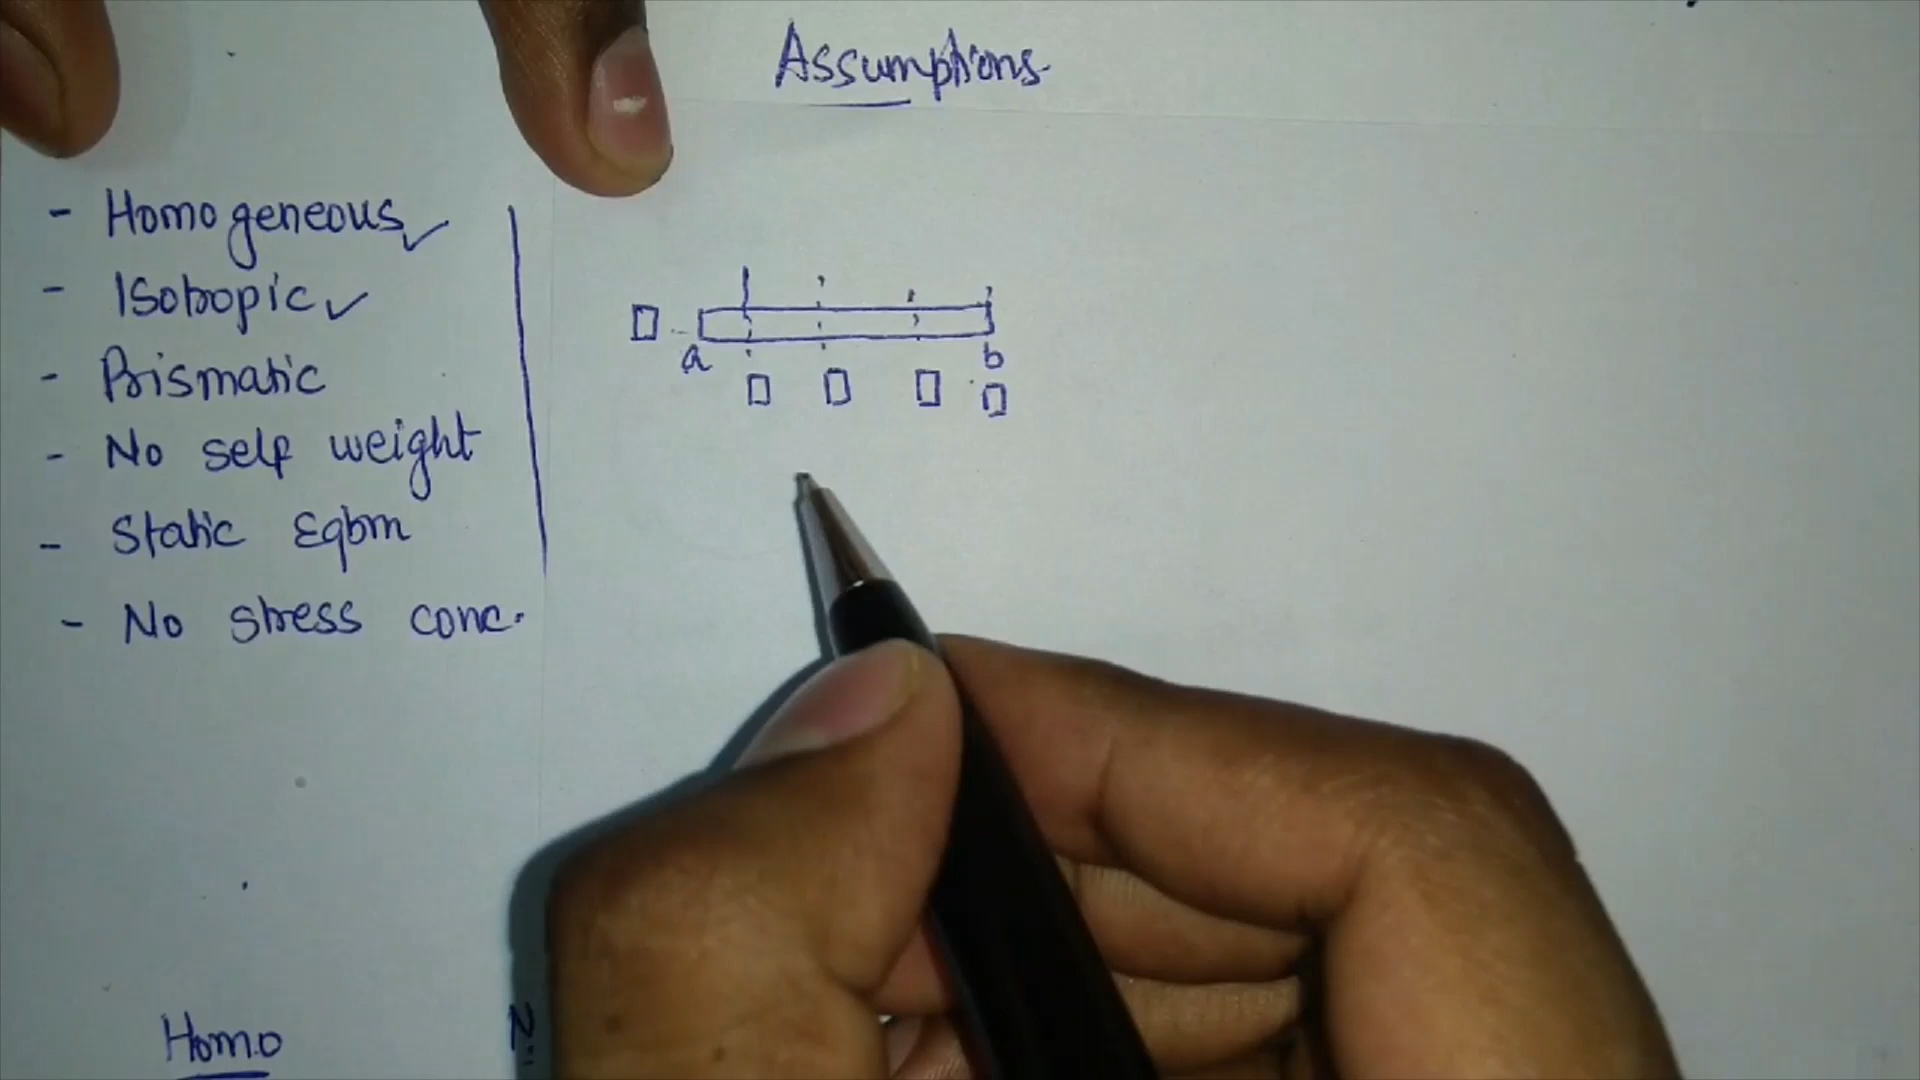 Assumptions
- Homogeneous ✓
- Isotropic ✓
- Prismatic
- No self weight
- Static Eqbm
- No stress conc.
a
b
Homo
N